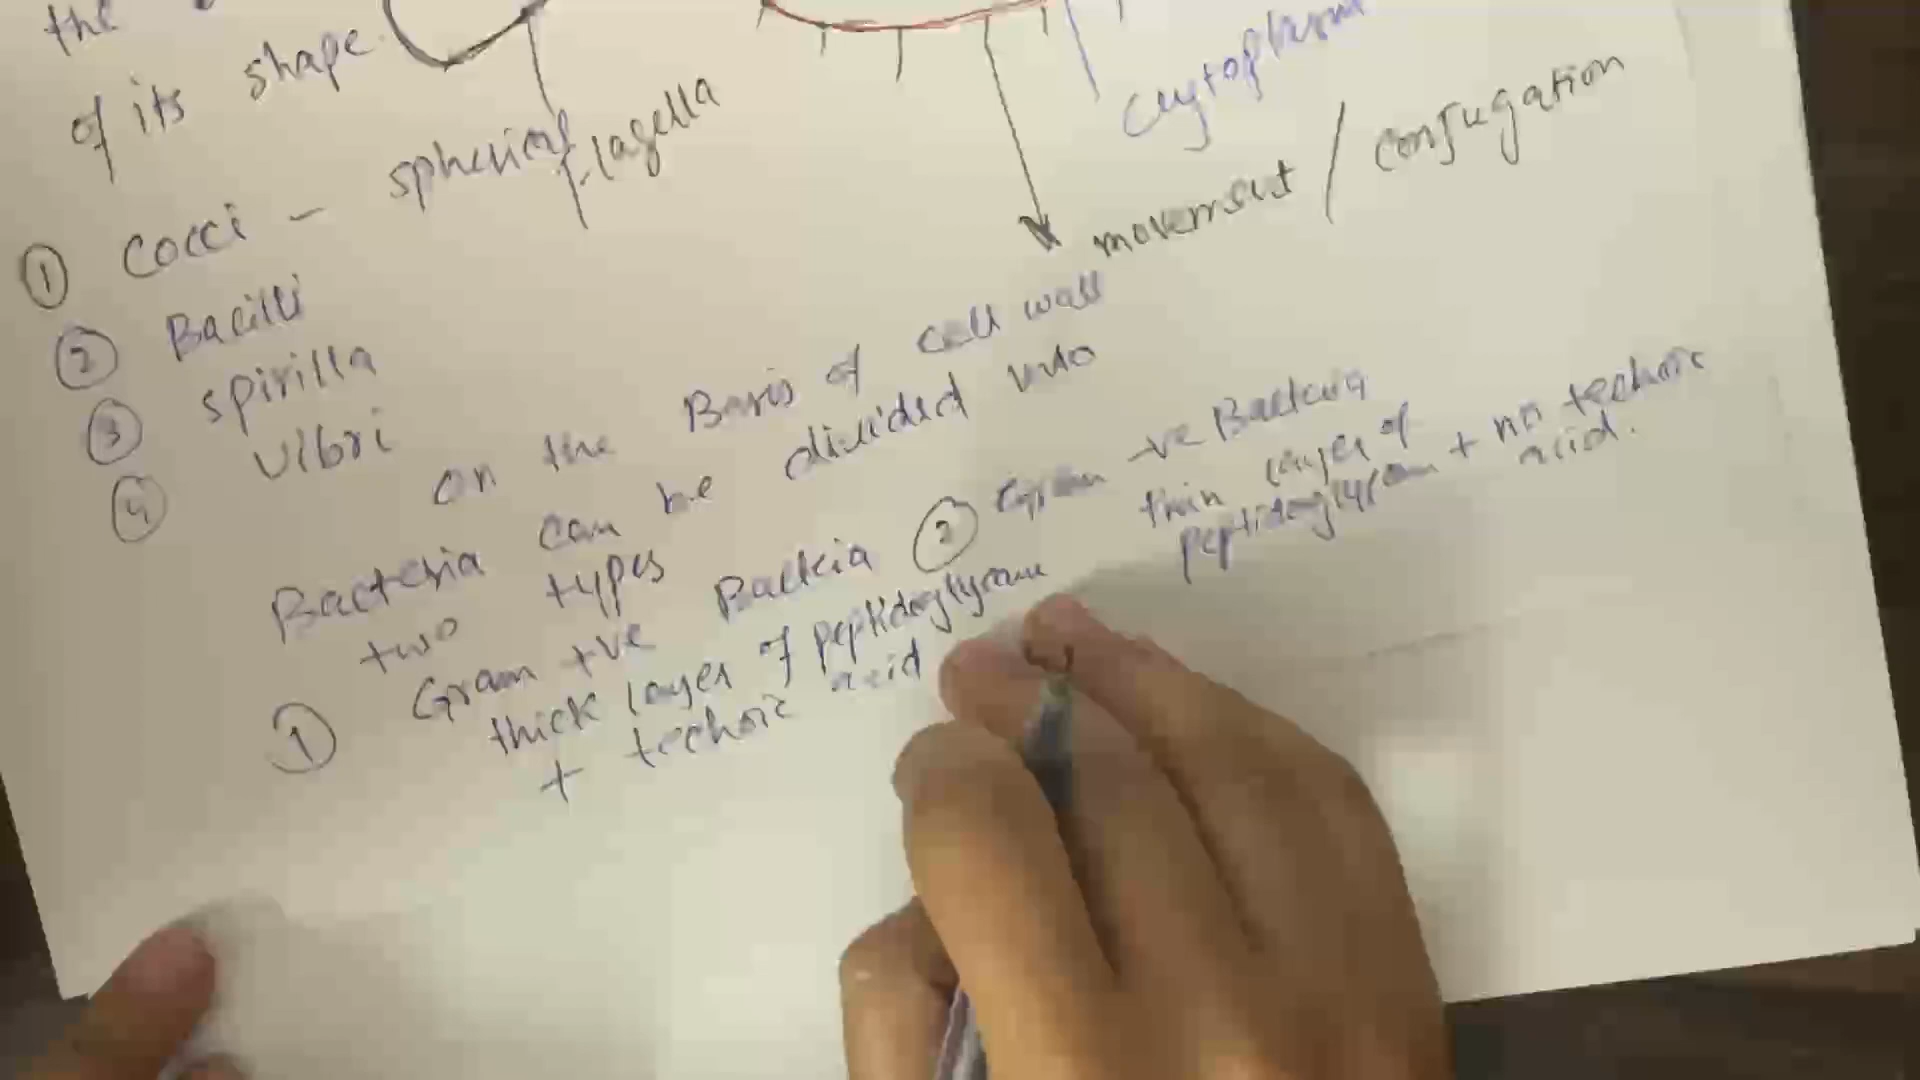 the
of its shape.
① Cocci - spherical
flagella
Cytoplasm
movement / conjugation
② Bacilli
③ spirilla
④ vibri
on the Basis of cell wall
Bacteria can be divided into
two types
① Gram +ve Bacteria
thick layer of peptidoglycan
+ techoic acid
② Gram -ve Bacteria
thin layer of
peptidoglycan + no techoic
acid.